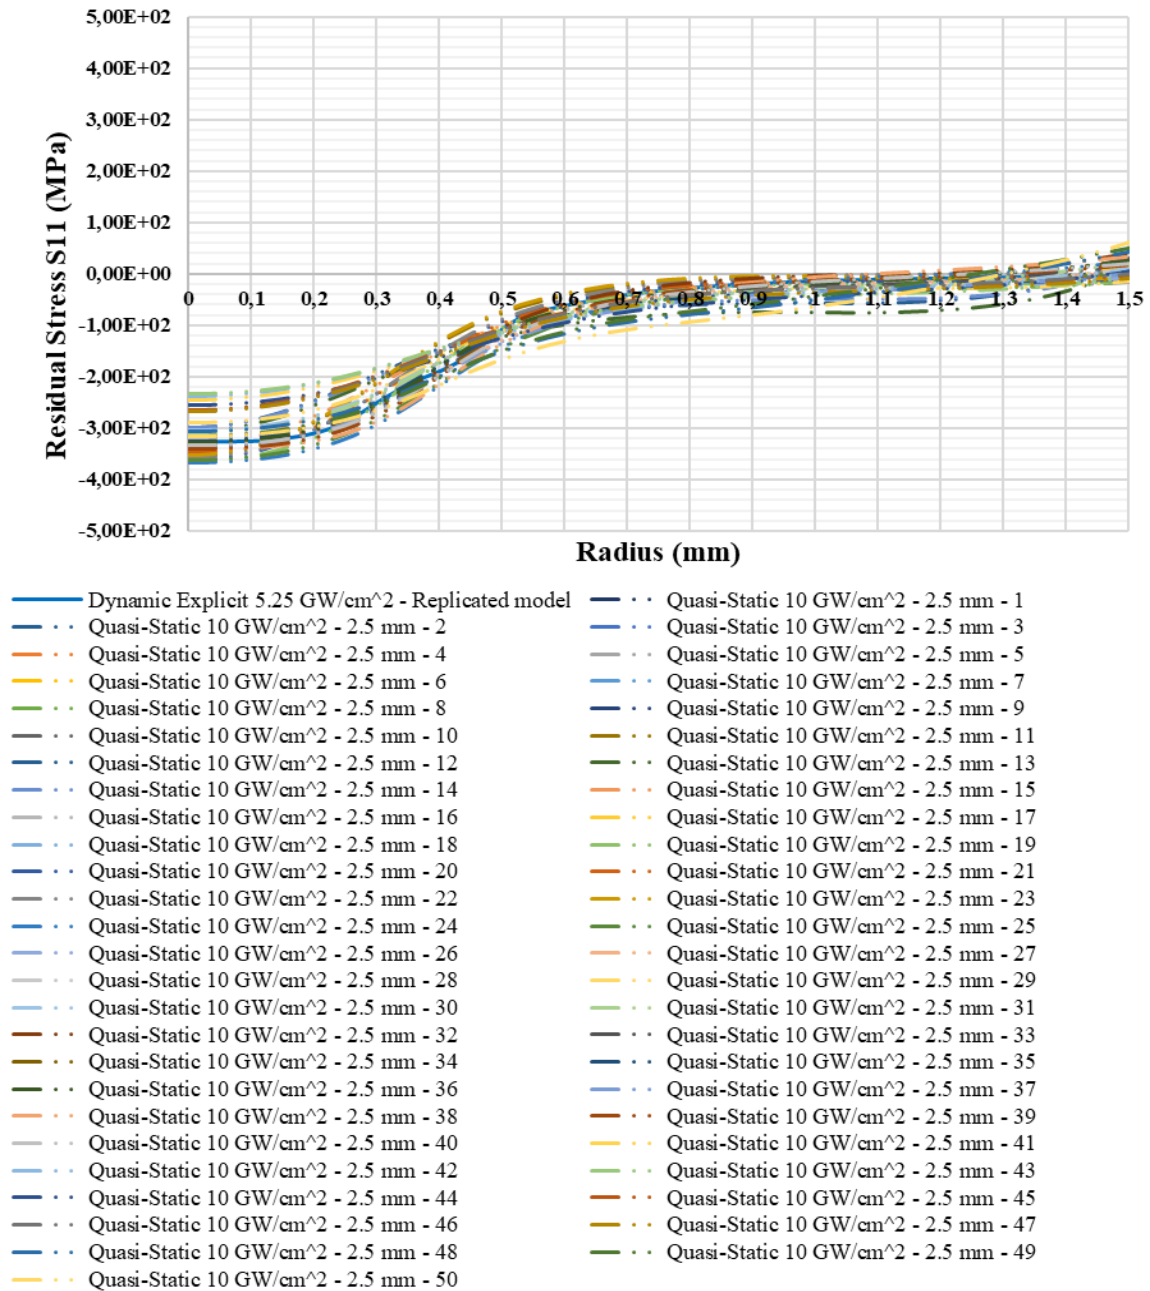 5,00E+02
4,00E+02
3,00E+02
2,00E+02
1,00E+02
0,00E+00
-1,00E+02
-2,00E+02
-3,00E+02
-4,00E+02
-5,00E+02
Residual Stress S11 (MPa)
0 0,1 0,2 0,3 0,4 0,5 0,6 0,7 0,8 0,9 1 1,1 1,2 1,3 1,4 1,5
Radius (mm)
Dynamic Explicit 5.25 GW/cm^2 - Replicated model Quasi-Static 10 GW/cm^2 - 2.5 mm - 1
Quasi-Static 10 GW/cm^2 - 2.5 mm - 2 Quasi-Static 10 GW/cm^2 - 2.5 mm - 3
Quasi-Static 10 GW/cm^2 - 2.5 mm - 4 Quasi-Static 10 GW/cm^2 - 2.5 mm - 5
Quasi-Static 10 GW/cm^2 - 2.5 mm - 6 Quasi-Static 10 GW/cm^2 - 2.5 mm - 7
Quasi-Static 10 GW/cm^2 - 2.5 mm - 8 Quasi-Static 10 GW/cm^2 - 2.5 mm - 9
Quasi-Static 10 GW/cm^2 - 2.5 mm - 10 Quasi-Static 10 GW/cm^2 - 2.5 mm - 11
Quasi-Static 10 GW/cm^2 - 2.5 mm - 12 Quasi-Static 10 GW/cm^2 - 2.5 mm - 13
Quasi-Static 10 GW/cm^2 - 2.5 mm - 14 Quasi-Static 10 GW/cm^2 - 2.5 mm - 15
Quasi-Static 10 GW/cm^2 - 2.5 mm - 16 Quasi-Static 10 GW/cm^2 - 2.5 mm - 17
Quasi-Static 10 GW/cm^2 - 2.5 mm - 18 Quasi-Static 10 GW/cm^2 - 2.5 mm - 19
Quasi-Static 10 GW/cm^2 - 2.5 mm - 20 Quasi-Static 10 GW/cm^2 - 2.5 mm - 21
Quasi-Static 10 GW/cm^2 - 2.5 mm - 22 Quasi-Static 10 GW/cm^2 - 2.5 mm - 23
Quasi-Static 10 GW/cm^2 - 2.5 mm - 24 Quasi-Static 10 GW/cm^2 - 2.5 mm - 25
Quasi-Static 10 GW/cm^2 - 2.5 mm - 26 Quasi-Static 10 GW/cm^2 - 2.5 mm - 27
Quasi-Static 10 GW/cm^2 - 2.5 mm - 28 Quasi-Static 10 GW/cm^2 - 2.5 mm - 29
Quasi-Static 10 GW/cm^2 - 2.5 mm - 30 Quasi-Static 10 GW/cm^2 - 2.5 mm - 31
Quasi-Static 10 GW/cm^2 - 2.5 mm - 32 Quasi-Static 10 GW/cm^2 - 2.5 mm - 33
Quasi-Static 10 GW/cm^2 - 2.5 mm - 34 Quasi-Static 10 GW/cm^2 - 2.5 mm - 35
Quasi-Static 10 GW/cm^2 - 2.5 mm - 36 Quasi-Static 10 GW/cm^2 - 2.5 mm - 37
Quasi-Static 10 GW/cm^2 - 2.5 mm - 38 Quasi-Static 10 GW/cm^2 - 2.5 mm - 39
Quasi-Static 10 GW/cm^2 - 2.5 mm - 40 Quasi-Static 10 GW/cm^2 - 2.5 mm - 41
Quasi-Static 10 GW/cm^2 - 2.5 mm - 42 Quasi-Static 10 GW/cm^2 - 2.5 mm - 43
Quasi-Static 10 GW/cm^2 - 2.5 mm - 44 Quasi-Static 10 GW/cm^2 - 2.5 mm - 45
Quasi-Static 10 GW/cm^2 - 2.5 mm - 46 Quasi-Static 10 GW/cm^2 - 2.5 mm - 47
Quasi-Static 10 GW/cm^2 - 2.5 mm - 48 Quasi-Static 10 GW/cm^2 - 2.5 mm - 49
Quasi-Static 10 GW/cm^2 - 2.5 mm - 50